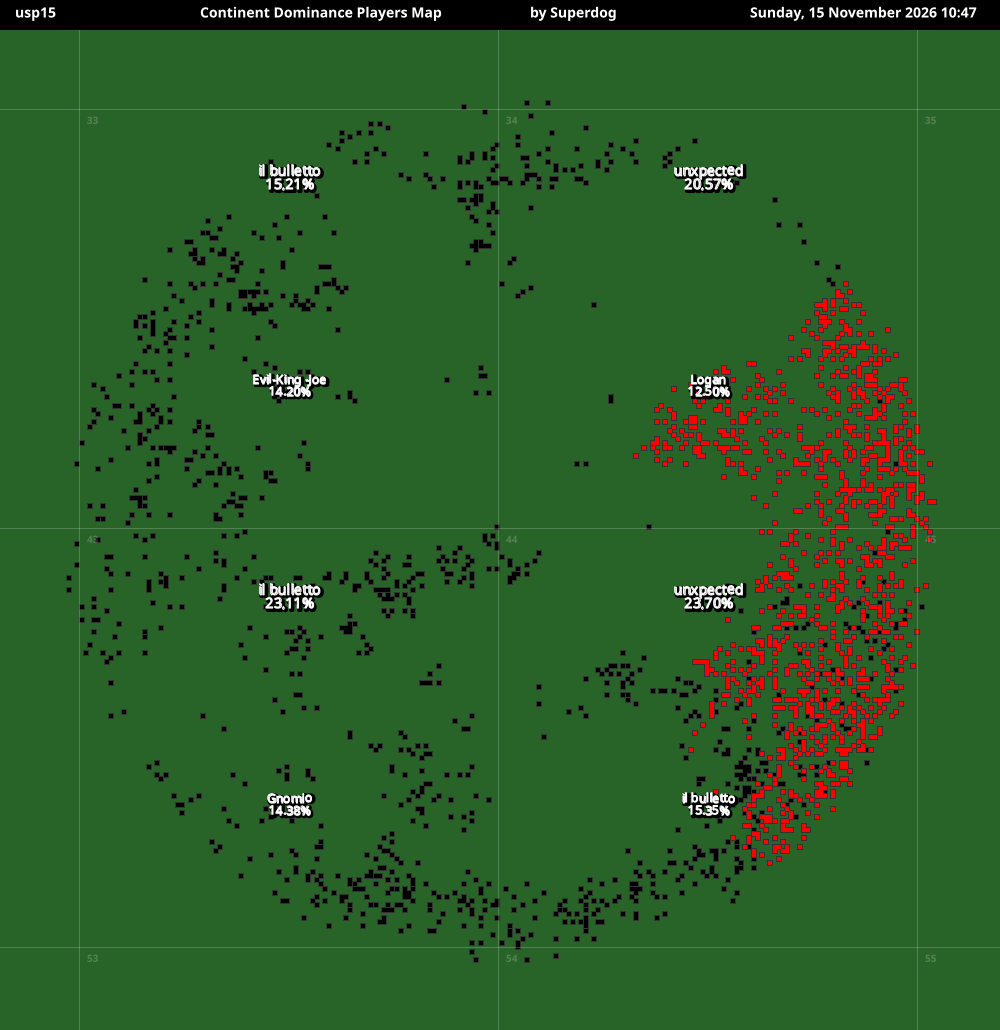 usp15 Continent Dominance Players Map by Superdog Sunday, 15 November 2026 10:47
33 34 35
il bulletto unxpected
15,21% 20,57%
Evil-King -Joe Logan
14.20% 12.50%
44 45
il bulletto unxpected
23,11% 23,70%
Gnomio il bulletto
14.38% 15.35%
53 54 55